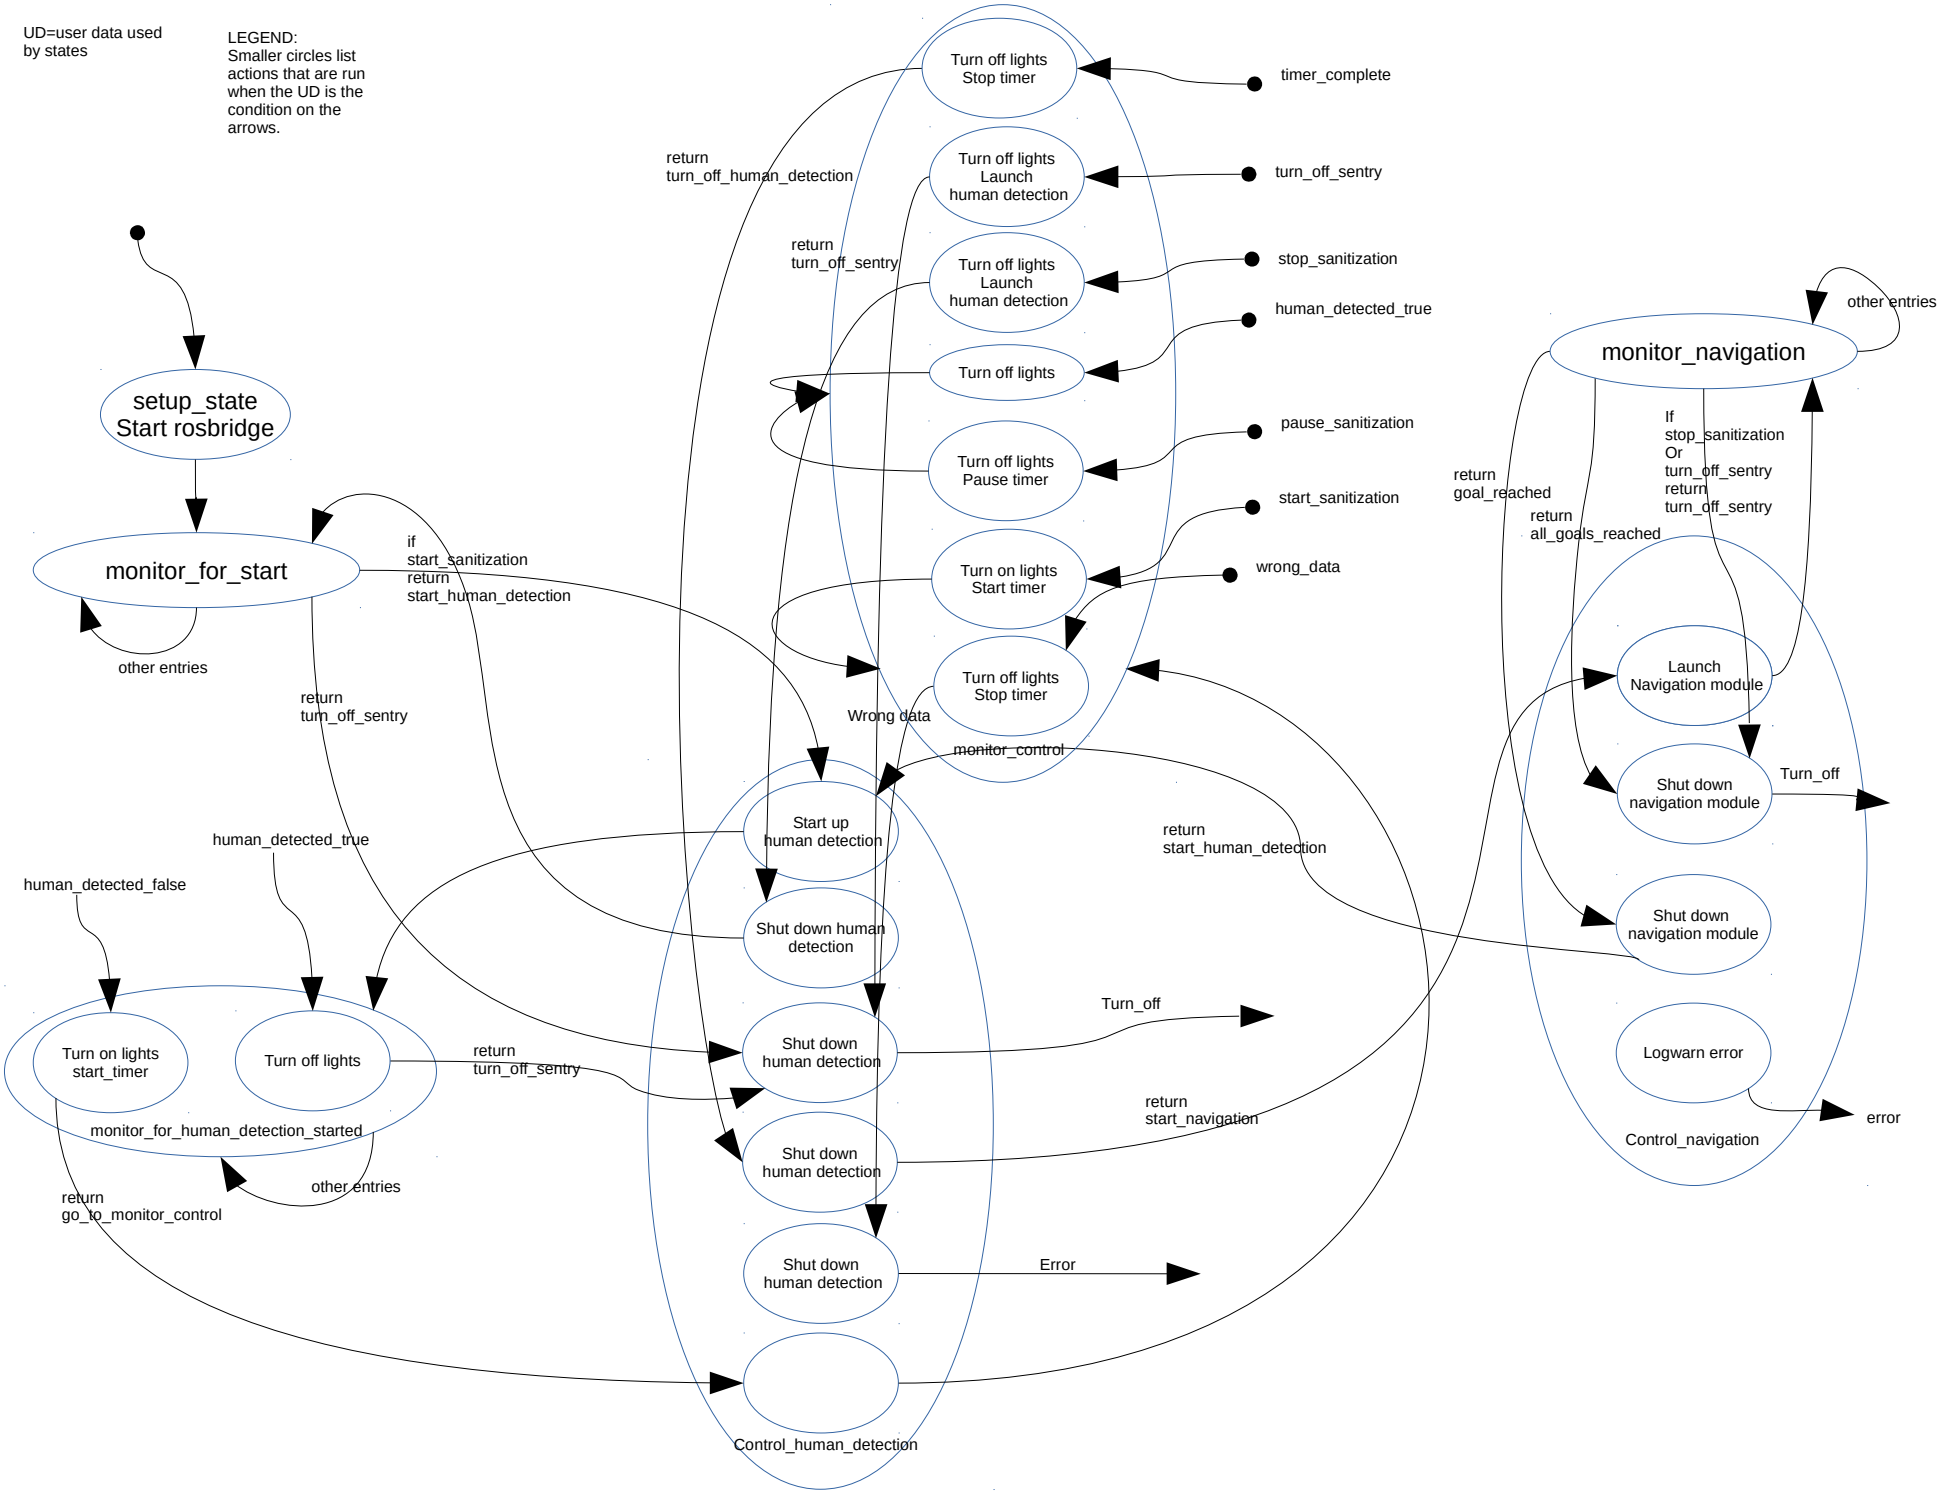 UD=user data used
by states
LEGEND:
Smaller circles list
actions that are run
when the UD is the
condition on the
arrows.
setup_state
Start rosbridge
monitor_for_start
other entries
if
start_sanitization
return
start_human_detection
return
turn_off_sentry
human_detected_true
human_detected_false
Turn on lights
start_timer
Turn off lights
monitor_for_human_detection_started
return
turn_off_sentry
other entries
return
go_to_monitor_control
return
turn_off_human_detection
return
turn_off_sentry
Turn off lights
Stop timer
timer_complete
Turn off lights
Launch
human detection
turn_off_sentry
Turn off lights
Launch
human detection
stop_sanitization
human_detected_true
Turn off lights
pause_sanitization
Turn off lights
Pause timer
start_sanitization
Turn on lights
Start timer
wrong_data
Turn off lights
Stop timer
Wrong data
monitor_control
Start up
human detection
Shut down human
detection
Shut down
human detection
Turn_off
Shut down
human detection
return
start_navigation
Shut down
human detection
Error
Control_human_detection
return
start_human_detection
monitor_navigation
other entries
If
stop_sanitization
Or
turn_off_sentry
return
turn_off_sentry
return
goal_reached
return
all_goals_reached
Launch
Navigation module
Shut down
navigation module
Turn_off
Shut down
navigation module
Logwarn error
error
Control_navigation